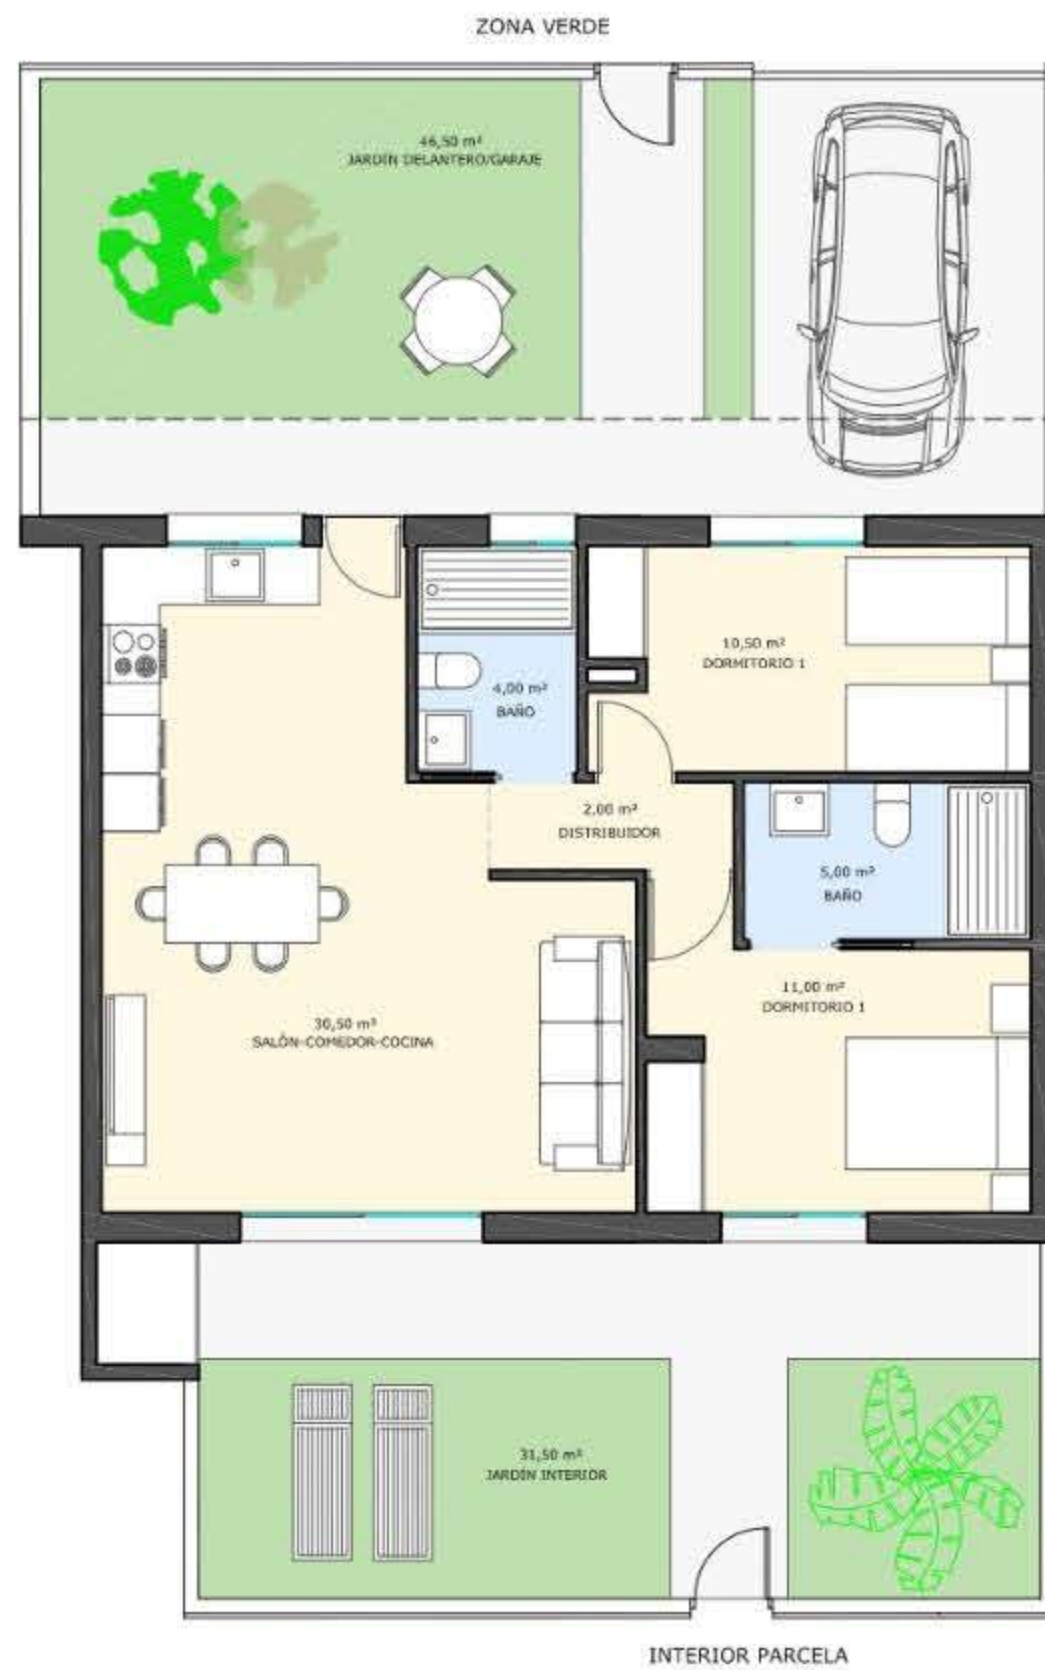 ZONA VERDE
46,50 m²
JARDÍN DELANTERO/GARAJE
10,50 m²
DORMITORIO 1
4,00 m²
BAÑO
2,00 m²
DISTRIBUIDOR
5,00 m²
BAÑO
11,00 m²
DORMITORIO 1
30,50 m²
SALÓN-COMEDOR-COCINA
31,50 m²
JARDÍN INTERIOR
INTERIOR PARCELA